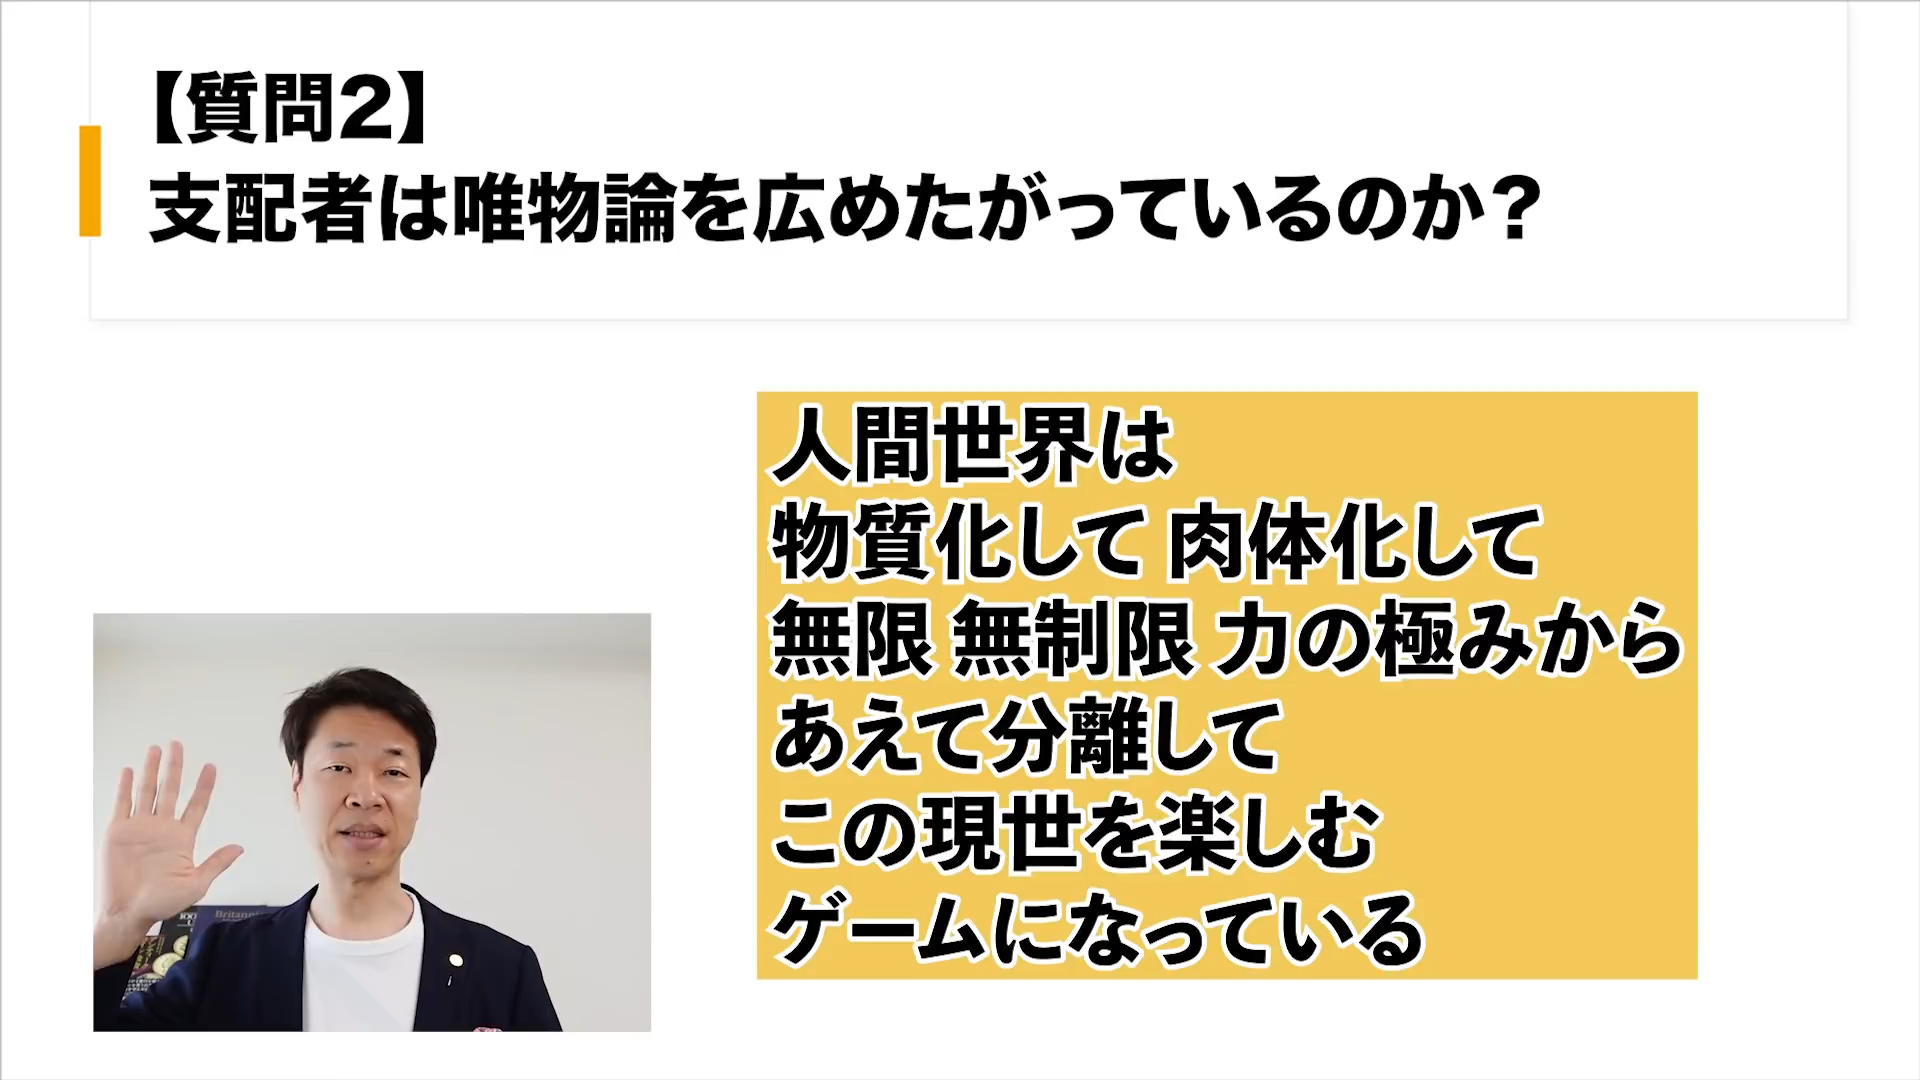 【質問2】
支配者は唯物論を広めたがっているのか？
人間世界は
物質化して 肉体化して
無限 無制限 力の極みから
あえて分離して
この現世を楽しむ
ゲームになっている